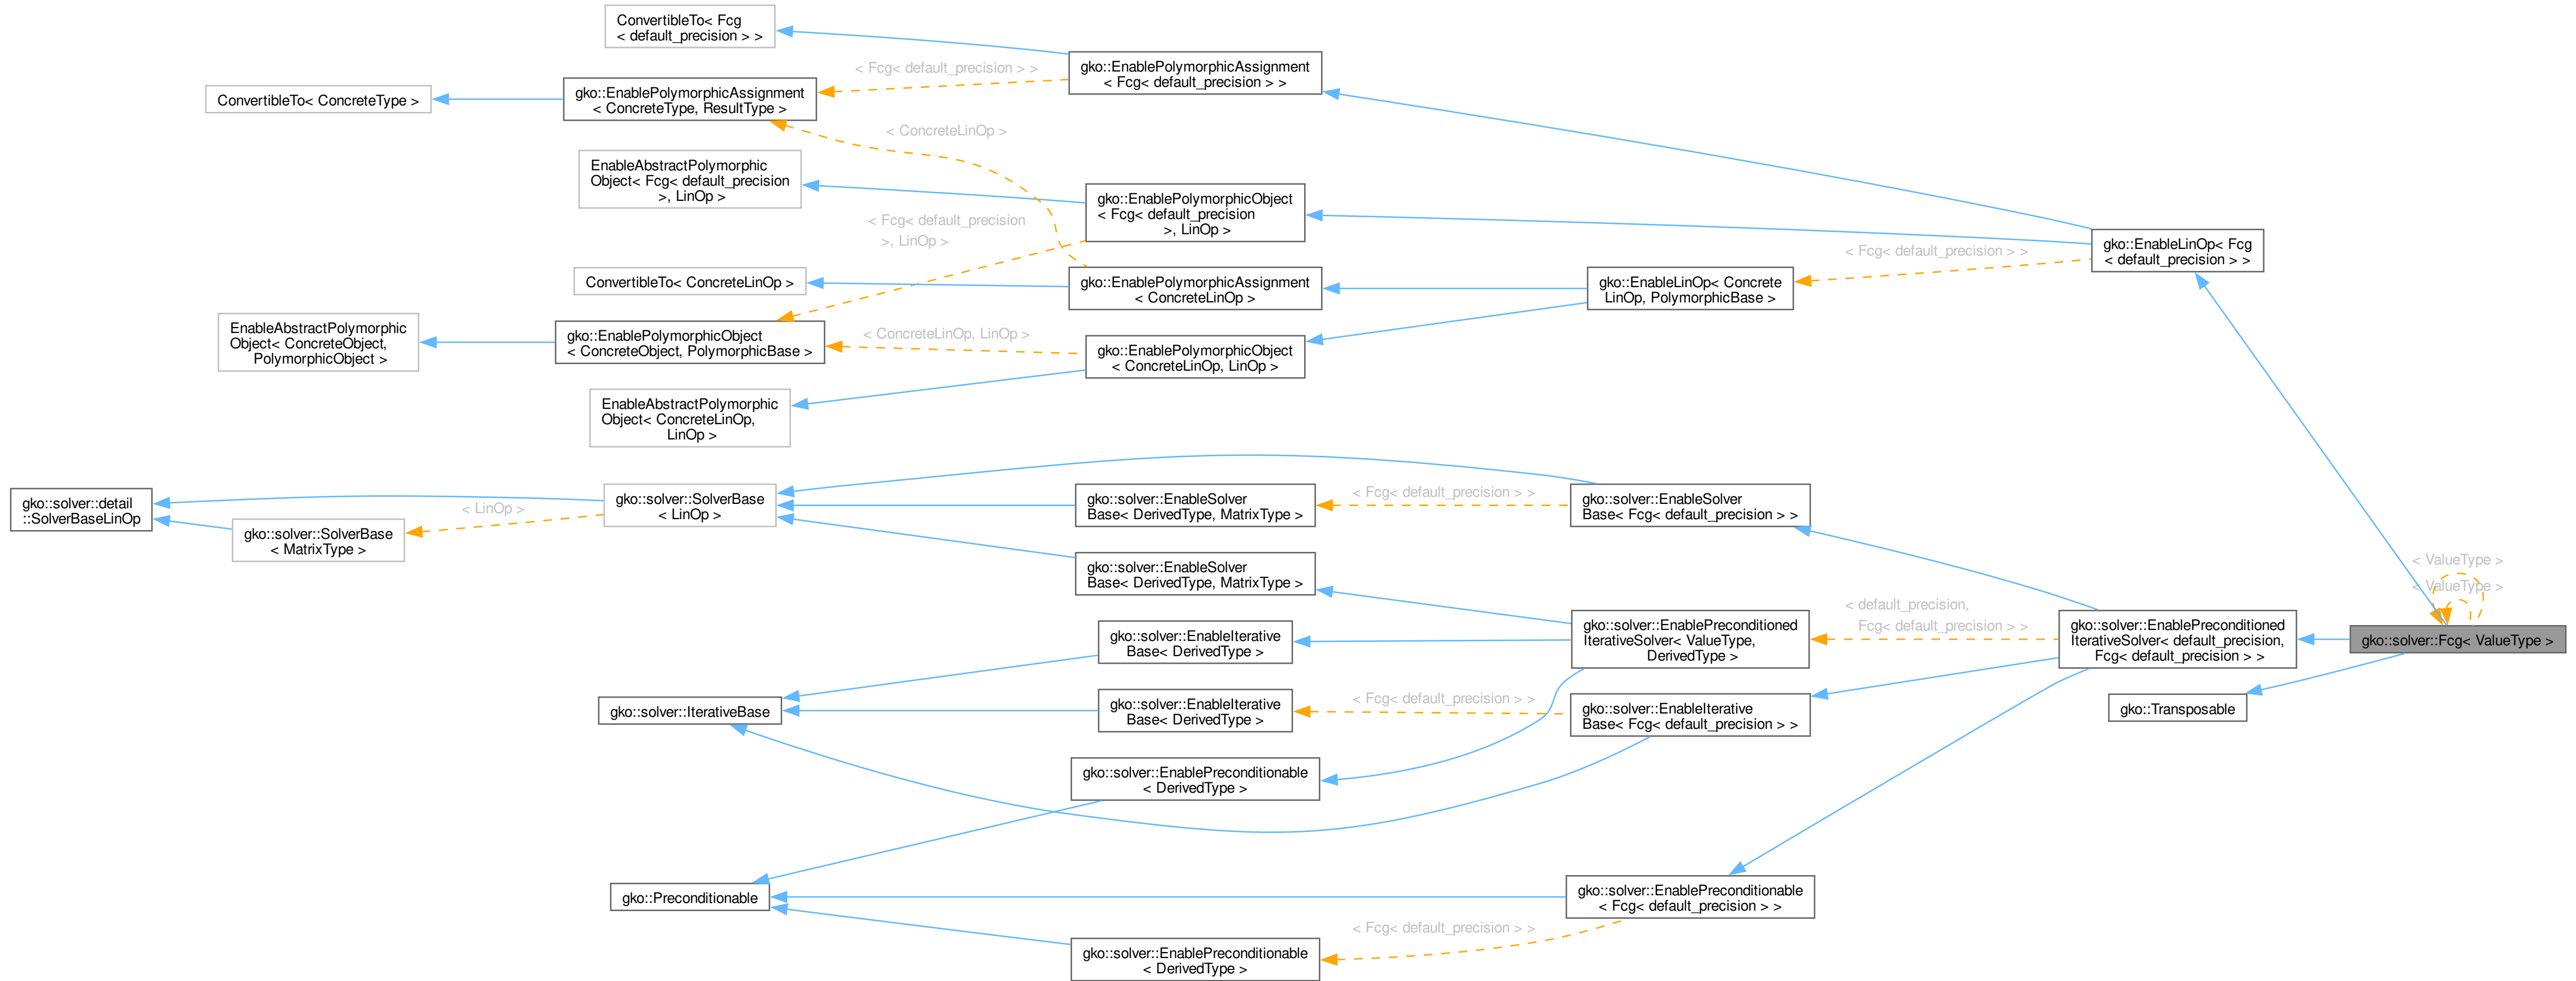 ConvertibleTo< Fcg
< default_precision > >
gko::EnablePolymorphicAssignment
< Fcg< default_precision > >
< Fcg< default_precision > >
ConvertibleTo< ConcreteType >
gko::EnablePolymorphicAssignment
< ConcreteType, ResultType >
< ConcreteLinOp >
EnableAbstractPolymorphic
Object< Fcg< default_precision
>, LinOp >
gko::EnablePolymorphicObject
< Fcg< default_precision
>, LinOp >
< Fcg< default_precision
>, LinOp >
gko::EnableLinOp< Fcg
< default_precision > >
< Fcg< default_precision > >
ConvertibleTo< ConcreteLinOp >
gko::EnablePolymorphicAssignment
< ConcreteLinOp >
gko::EnableLinOp< Concrete
LinOp, PolymorphicBase >
EnableAbstractPolymorphic
Object< ConcreteObject,
PolymorphicObject >
gko::EnablePolymorphicObject
< ConcreteObject, PolymorphicBase >
< ConcreteLinOp, LinOp >
gko::EnablePolymorphicObject
< ConcreteLinOp, LinOp >
EnableAbstractPolymorphic
Object< ConcreteLinOp,
LinOp >
gko::solver::detail
::SolverBaseLinOp
< LinOp >
gko::solver::SolverBase
< LinOp >
gko::solver::SolverBase
< MatrixType >
gko::solver::EnableSolver
Base< DerivedType, MatrixType >
< Fcg< default_precision > >
gko::solver::EnableSolver
Base< Fcg< default_precision > >
gko::solver::EnableSolver
Base< DerivedType, MatrixType >
< ValueType >
< ValueType >
gko::solver::EnableIterative
Base< DerivedType >
gko::solver::EnablePreconditioned
IterativeSolver< ValueType,
DerivedType >
< default_precision,
Fcg< default_precision > >
gko::solver::EnablePreconditioned
IterativeSolver< default_precision,
Fcg< default_precision > >
gko::solver::Fcg< ValueType >
gko::solver::IterativeBase
gko::solver::EnableIterative
Base< DerivedType >
< Fcg< default_precision > >
gko::solver::EnableIterative
Base< Fcg< default_precision > >
gko::Transposable
gko::solver::EnablePreconditionable
< DerivedType >
gko::Preconditionable
gko::solver::EnablePreconditionable
< Fcg< default_precision > >
< Fcg< default_precision > >
gko::solver::EnablePreconditionable
< DerivedType >